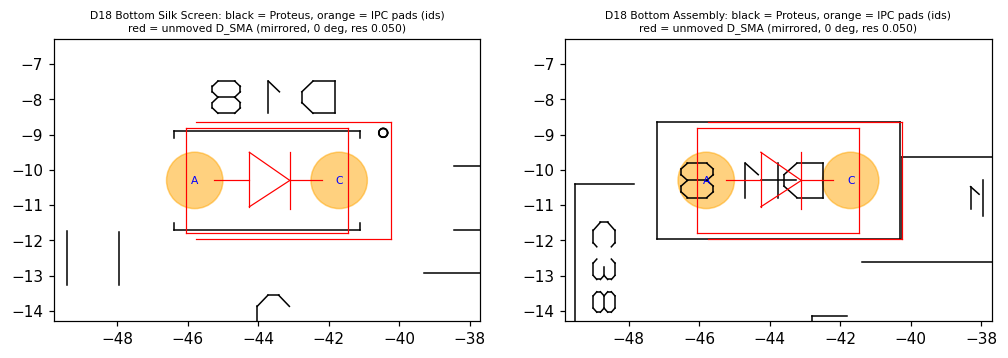 D18 Bottom Silk Screen: black = Proteus, orange = IPC pads (ids)
red = unmoved D_SMA (mirrored, 0 deg, res 0.050)
D18 Bottom Assembly: black = Proteus, orange = IPC pads (ids)
red = unmoved D_SMA (mirrored, 0 deg, res 0.050)
−7
−8
−9
−10
−11
−12
−13
−14
−48
−46
−44
−42
−40
−38
D18
A
C
−7
−8
−9
−10
−11
−12
−13
−14
−48
−46
−44
−42
−40
−38
D18
A
C
C38